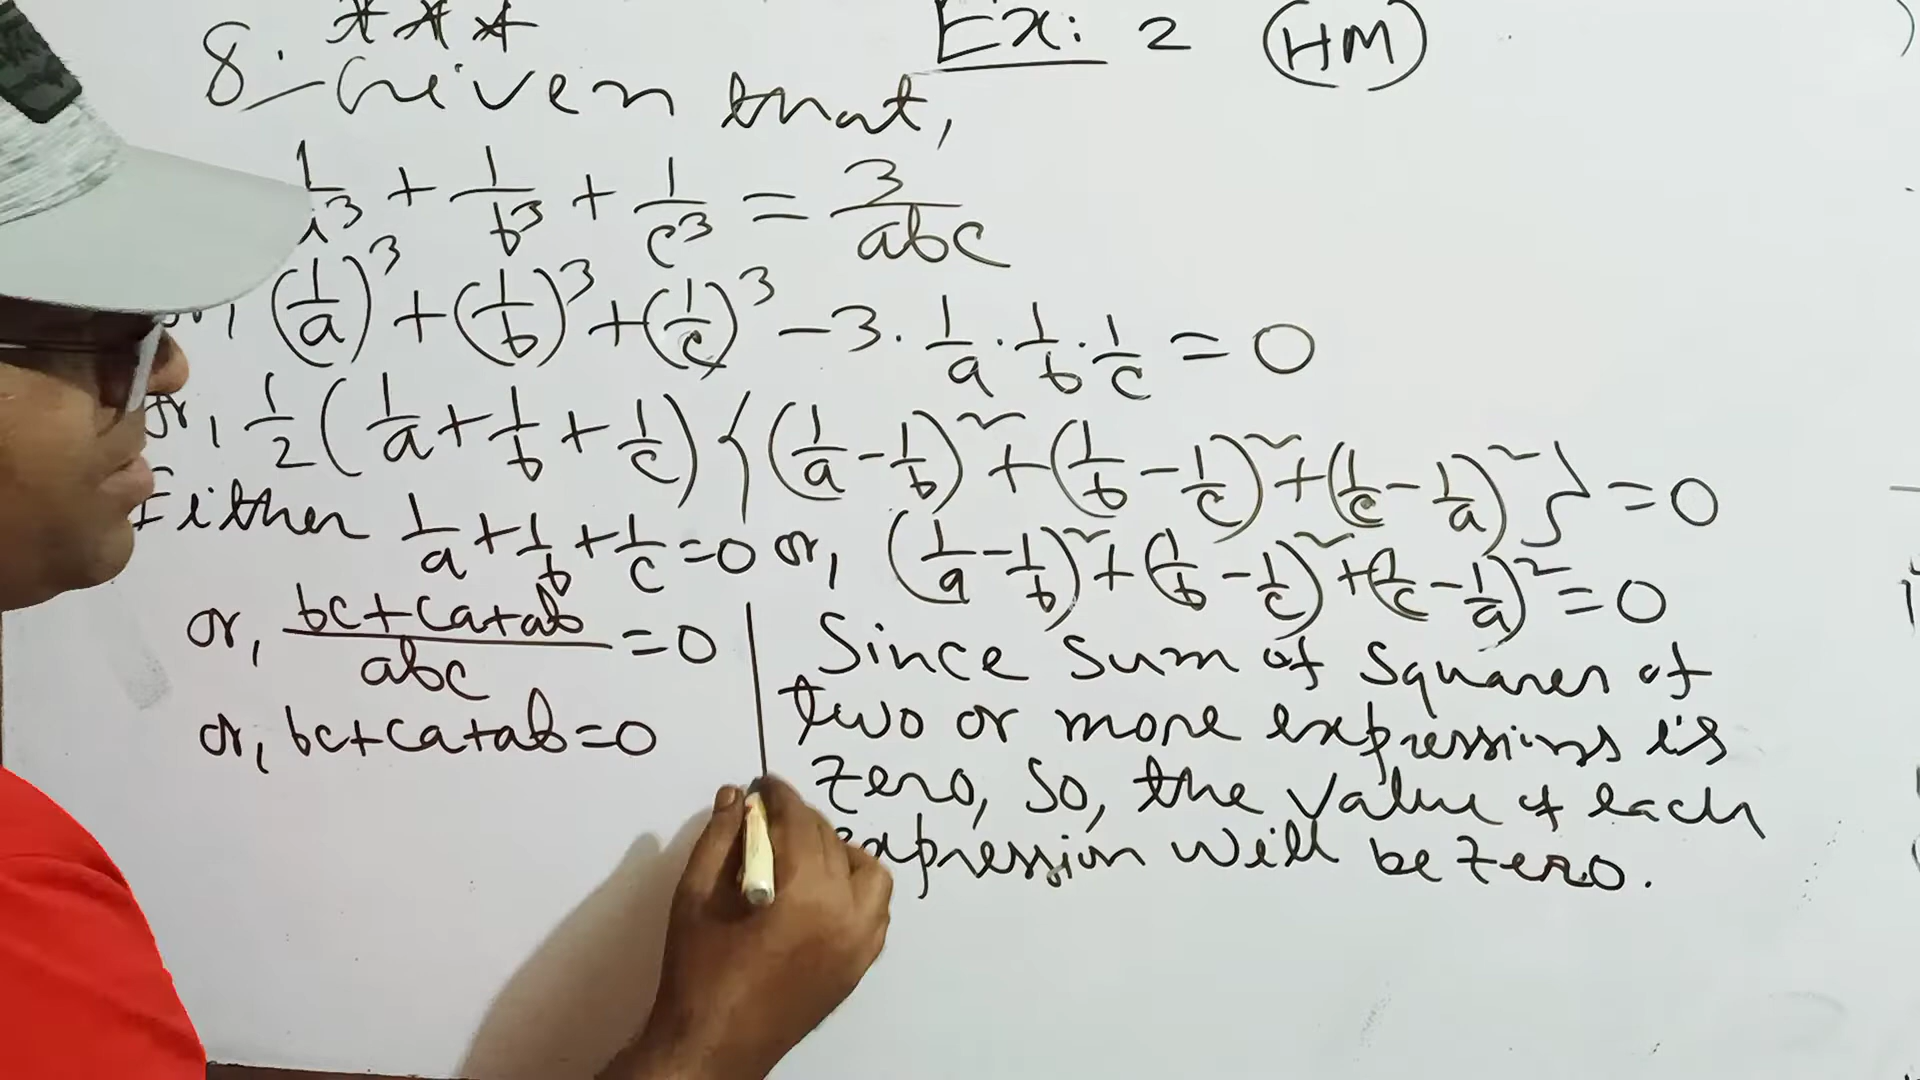 ***
Ex: 2 (HM)
8. Given that,
1/a³ + 1/b³ + 1/c³ = 3/abc
or, (1/a)³ + (1/b)³ + (1/c)³ − 3 · 1/a · 1/b · 1/c = 0
or, 1/2 (1/a + 1/b + 1/c) {(1/a − 1/b)² + (1/b − 1/c)² + (1/c − 1/a)²} = 0
Either 1/a + 1/b + 1/c = 0 or, (1/a − 1/b)² + (1/b − 1/c)² + (1/c − 1/a)² = 0
or, bc+ca+ab/abc = 0
or, bc+ca+ab=0
Since sum of squares of
two or more expressions is
zero, so, the value of each
expression will be zero.